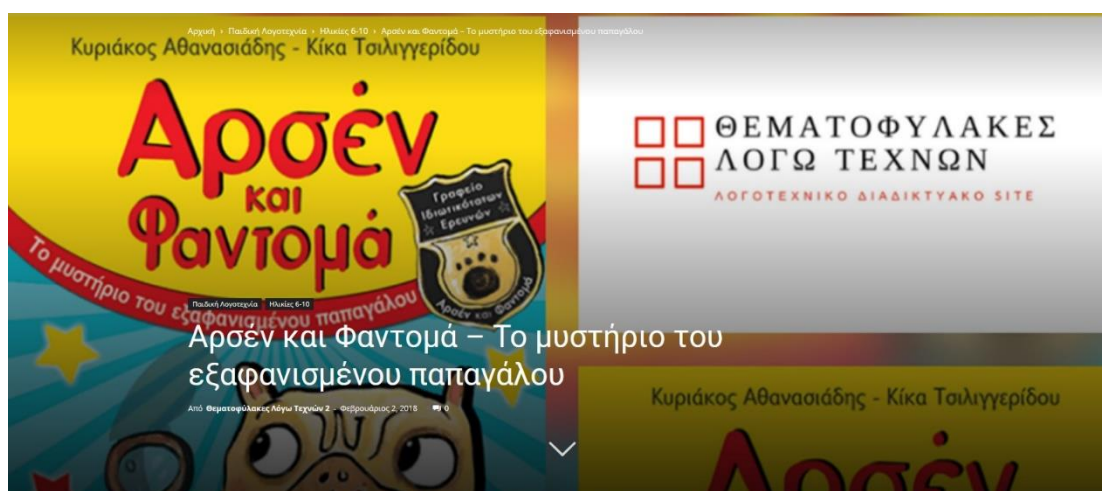 Αρχική › Παιδική Λογοτεχνία › Ηλικίες 6-10 › Αρσέν και Φαντομά – Το μυστήριο του εξαφανισμένου παπαγάλου
Κυριάκος Αθανασιάδης - Κίκα Τσιλιγγερίδου
Αρσέν
και
Φαντομά
Το μυστήριο του εξαφανισμένου παπαγάλου
Γραφείο
Ιδιωτικότατων
Ερευνών
Αρσέν και Φαντομά
ΘΕΜΑΤΟΦΥΛΑΚΕΣ
ΛΟΓΩ ΤΕΧΝΩΝ
ΛΟΓΟΤΕΧΝΙΚΟ ΔΙΑΔΙΚΤΥΑΚΟ SITE
Παιδική Λογοτεχνία Ηλικίες 6-10
Αρσέν και Φαντομά – Το μυστήριο του
εξαφανισμένου παπαγάλου
Από Θεματοφύλακες Λόγω Τεχνών 2 - Φεβρουάριος 2, 2018 0
Κυριάκος Αθανασιάδης - Κίκα Τσιλιγγερίδου
Αρσέν